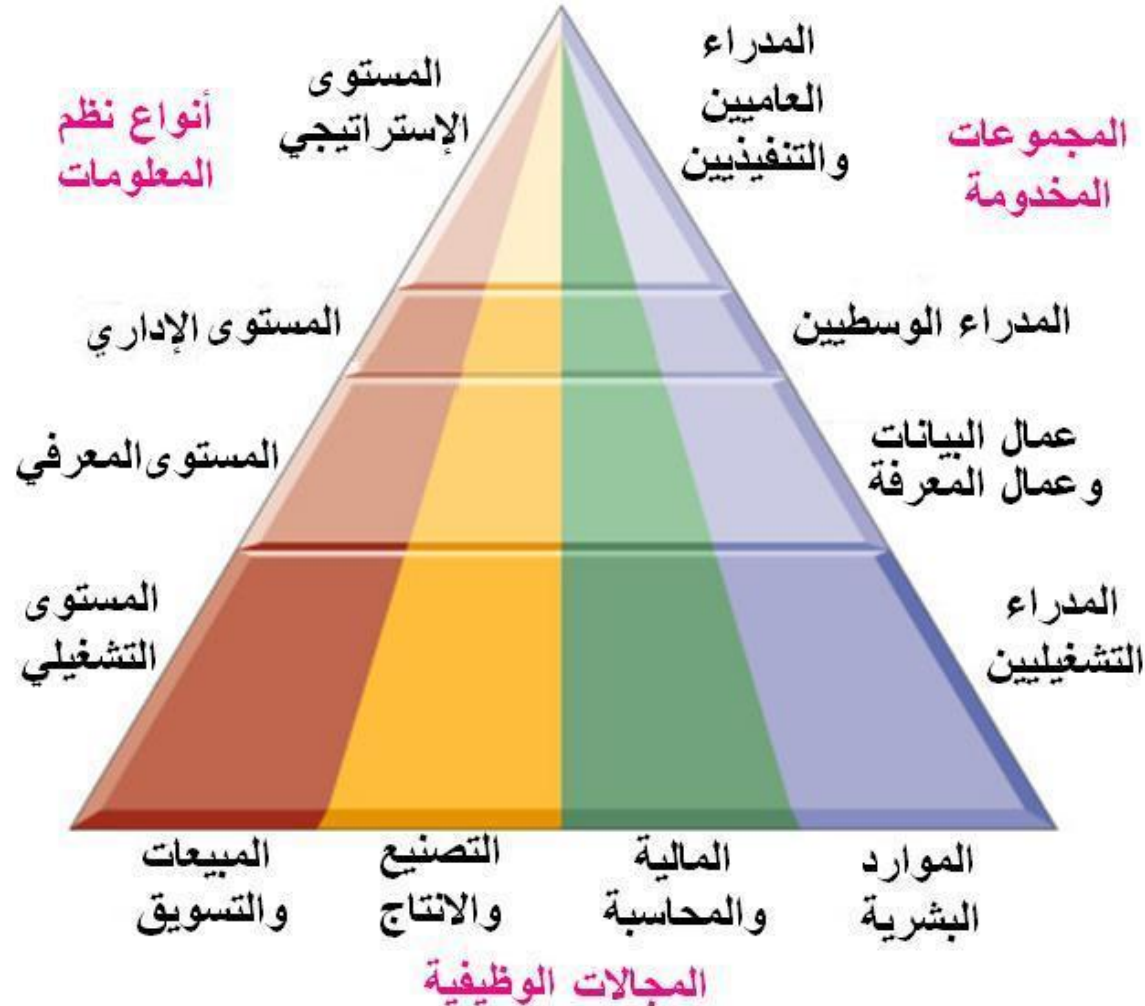 أنواع نظم
المعلومات
المجموعات
المخدومة
المستوى
الإستراتيجي
المدراء
العاميين
والتنفيذيين
المستوى الإداري
المدراء الوسطيين
المستوى المعرفي
عمال البيانات
وعمال المعرفة
المستوى
التشغيلي
المدراء
التشغيليين
المبيعات
والتسويق
التصنيع
والانتاج
المالية
والمحاسبة
الموارد
البشرية
المجالات الوظيفية